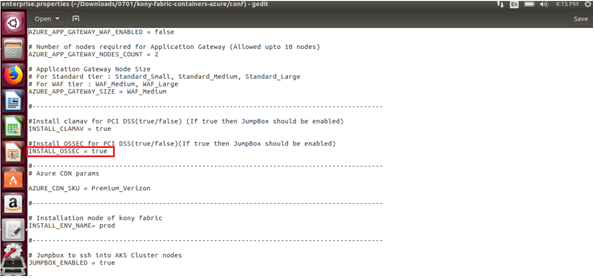 enterprise.properties (~/Downloads/0701/kony-fabric-containers-azure/conf) - gedit
En
4:15 PM
Open
Save
AZURE_APP_GATEWAY_WAF_ENABLED = false
# Number of nodes required for Application Gateway (Allowed upto 10 nodes)
AZURE_APP_GATEWAY_NODES_COUNT = 2
# Application Gateway Node Size
# For Standard tier : Standard_Small, Standard_Medium, Standard_Large
# For WAF tier : WAF_Medium, WAF_Large
AZURE_APP_GATEWAY_SIZE = WAF_Medium
#--------------------------------------------------------------------------------
#Install clamav for PCI DSS(true/false) (If true then JumpBox should be enabled)
INSTALL_CLAMAV = true
#Install OSSEC for PCI DSS(true/false)(If true then JumpBox should be enabled)
INSTALL_OSSEC = true
#--------------------------------------------------------------------------------
# Azure CDN params
AZURE_CDN_SKU = Premium_Verizon
#--------------------------------------------------------------------------------
# Installation mode of kony fabric
INSTALL_ENV_NAME= prod
#--------------------------------------------------------------------------------
# Jumpbox to ssh into AKS Cluster nodes
JUMPBOX_ENABLED = true